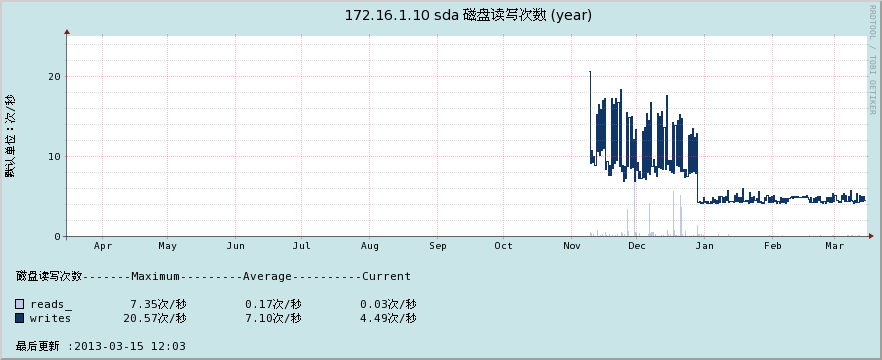 172.16.1.10 sda 磁盘读写次数 (year)
RRDTOOL / TOBI OETIKER
默认单位：次/秒
20
10
0
Apr May Jun Jul Aug Sep Oct Nov Dec Jan Feb Mar
磁盘读写次数-------Maximum---------Average----------Current
reads_ 7.35次/秒 0.17次/秒 0.03次/秒
writes 20.57次/秒 7.10次/秒 4.49次/秒
最后更新 :2013-03-15 12:03